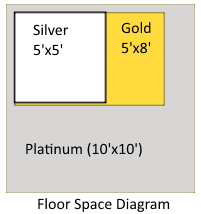 Silver
5'x5'
Gold
5'x8'
Platinum (10'x10')
Floor Space Diagram